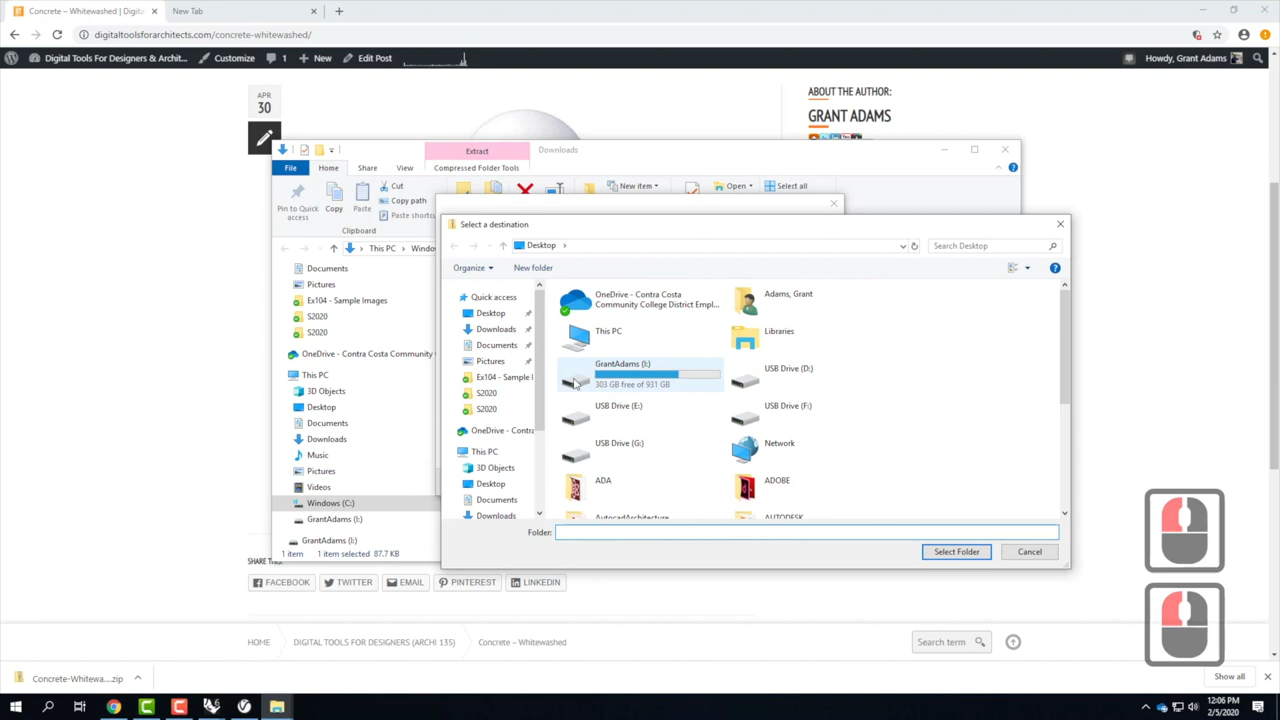 Concrete – Whitewashed | Digita
New Tab
digitaltoolsforarchitects.com/concrete-whitewashed/
Digital Tools For Designers & Archit...
1
New
Customize
Edit Post
Howdy, Grant Adams
APR
30
ABOUT THE AUTHOR:
GRANT ADAMS
Extract
Downloads
File
Home
Share
View
Compressed Folder Tools
Pin to Quick
access
Copy
Paste
Cut
Copy path
Paste shortcu
Clipboard
New item
Open
Select all
This PC
Windo
Documents
Pictures
Ex104 - Sample Images
S2020
S2020
OneDrive - Contra Costa Community
This PC
3D Objects
Desktop
Documents
Downloads
Music
Pictures
Videos
Windows (C:)
GrantAdams (I:)
GrantAdams (I:)
1 item
1 item selected 87.7 KB
Select a destination
Desktop
Search Desktop
Organize
New folder
Quick access
Desktop
Downloads
Documents
Pictures
Ex104 - Sample I
S2020
S2020
OneDrive - Contra
This PC
3D Objects
Desktop
Documents
Downloads
OneDrive - Contra Costa
Community College District Empl...
Adams, Grant
This PC
Libraries
GrantAdams (I:)
303 GB free of 931 GB
USB Drive (D:)
USB Drive (E:)
USB Drive (F:)
USB Drive (G:)
Network
ADA
ADOBE
AutocadArchitecture
AUTODESK
Folder:
Select Folder
Cancel
SHARE THIS:
FACEBOOK
TWITTER
EMAIL
PINTEREST
LINKEDIN
HOME
DIGITAL TOOLS FOR DESIGNERS (ARCHI 135)
Concrete – Whitewashed
Search term
Concrete-Whitewa....zip
Show all
12:06 PM
2/5/2020